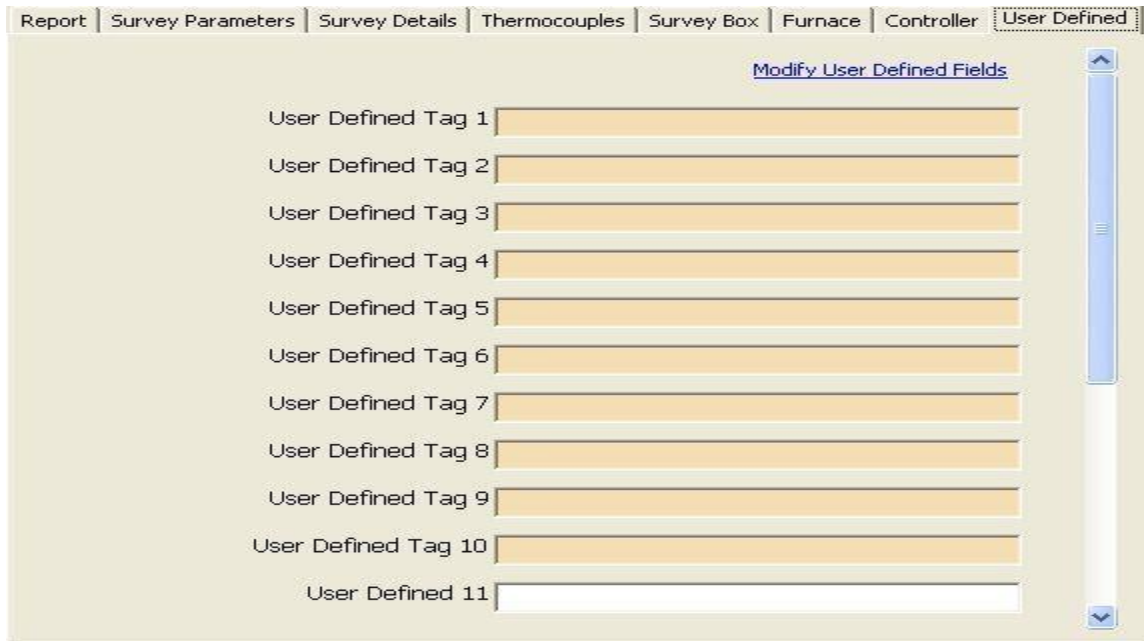 Report Survey Parameters Survey Details Thermocouples Survey Box Furnace Controller User Defined
Modify User Defined Fields
User Defined Tag 1
User Defined Tag 2
User Defined Tag 3
User Defined Tag 4
User Defined Tag 5
User Defined Tag 6
User Defined Tag 7
User Defined Tag 8
User Defined Tag 9
User Defined Tag 10
User Defined 11